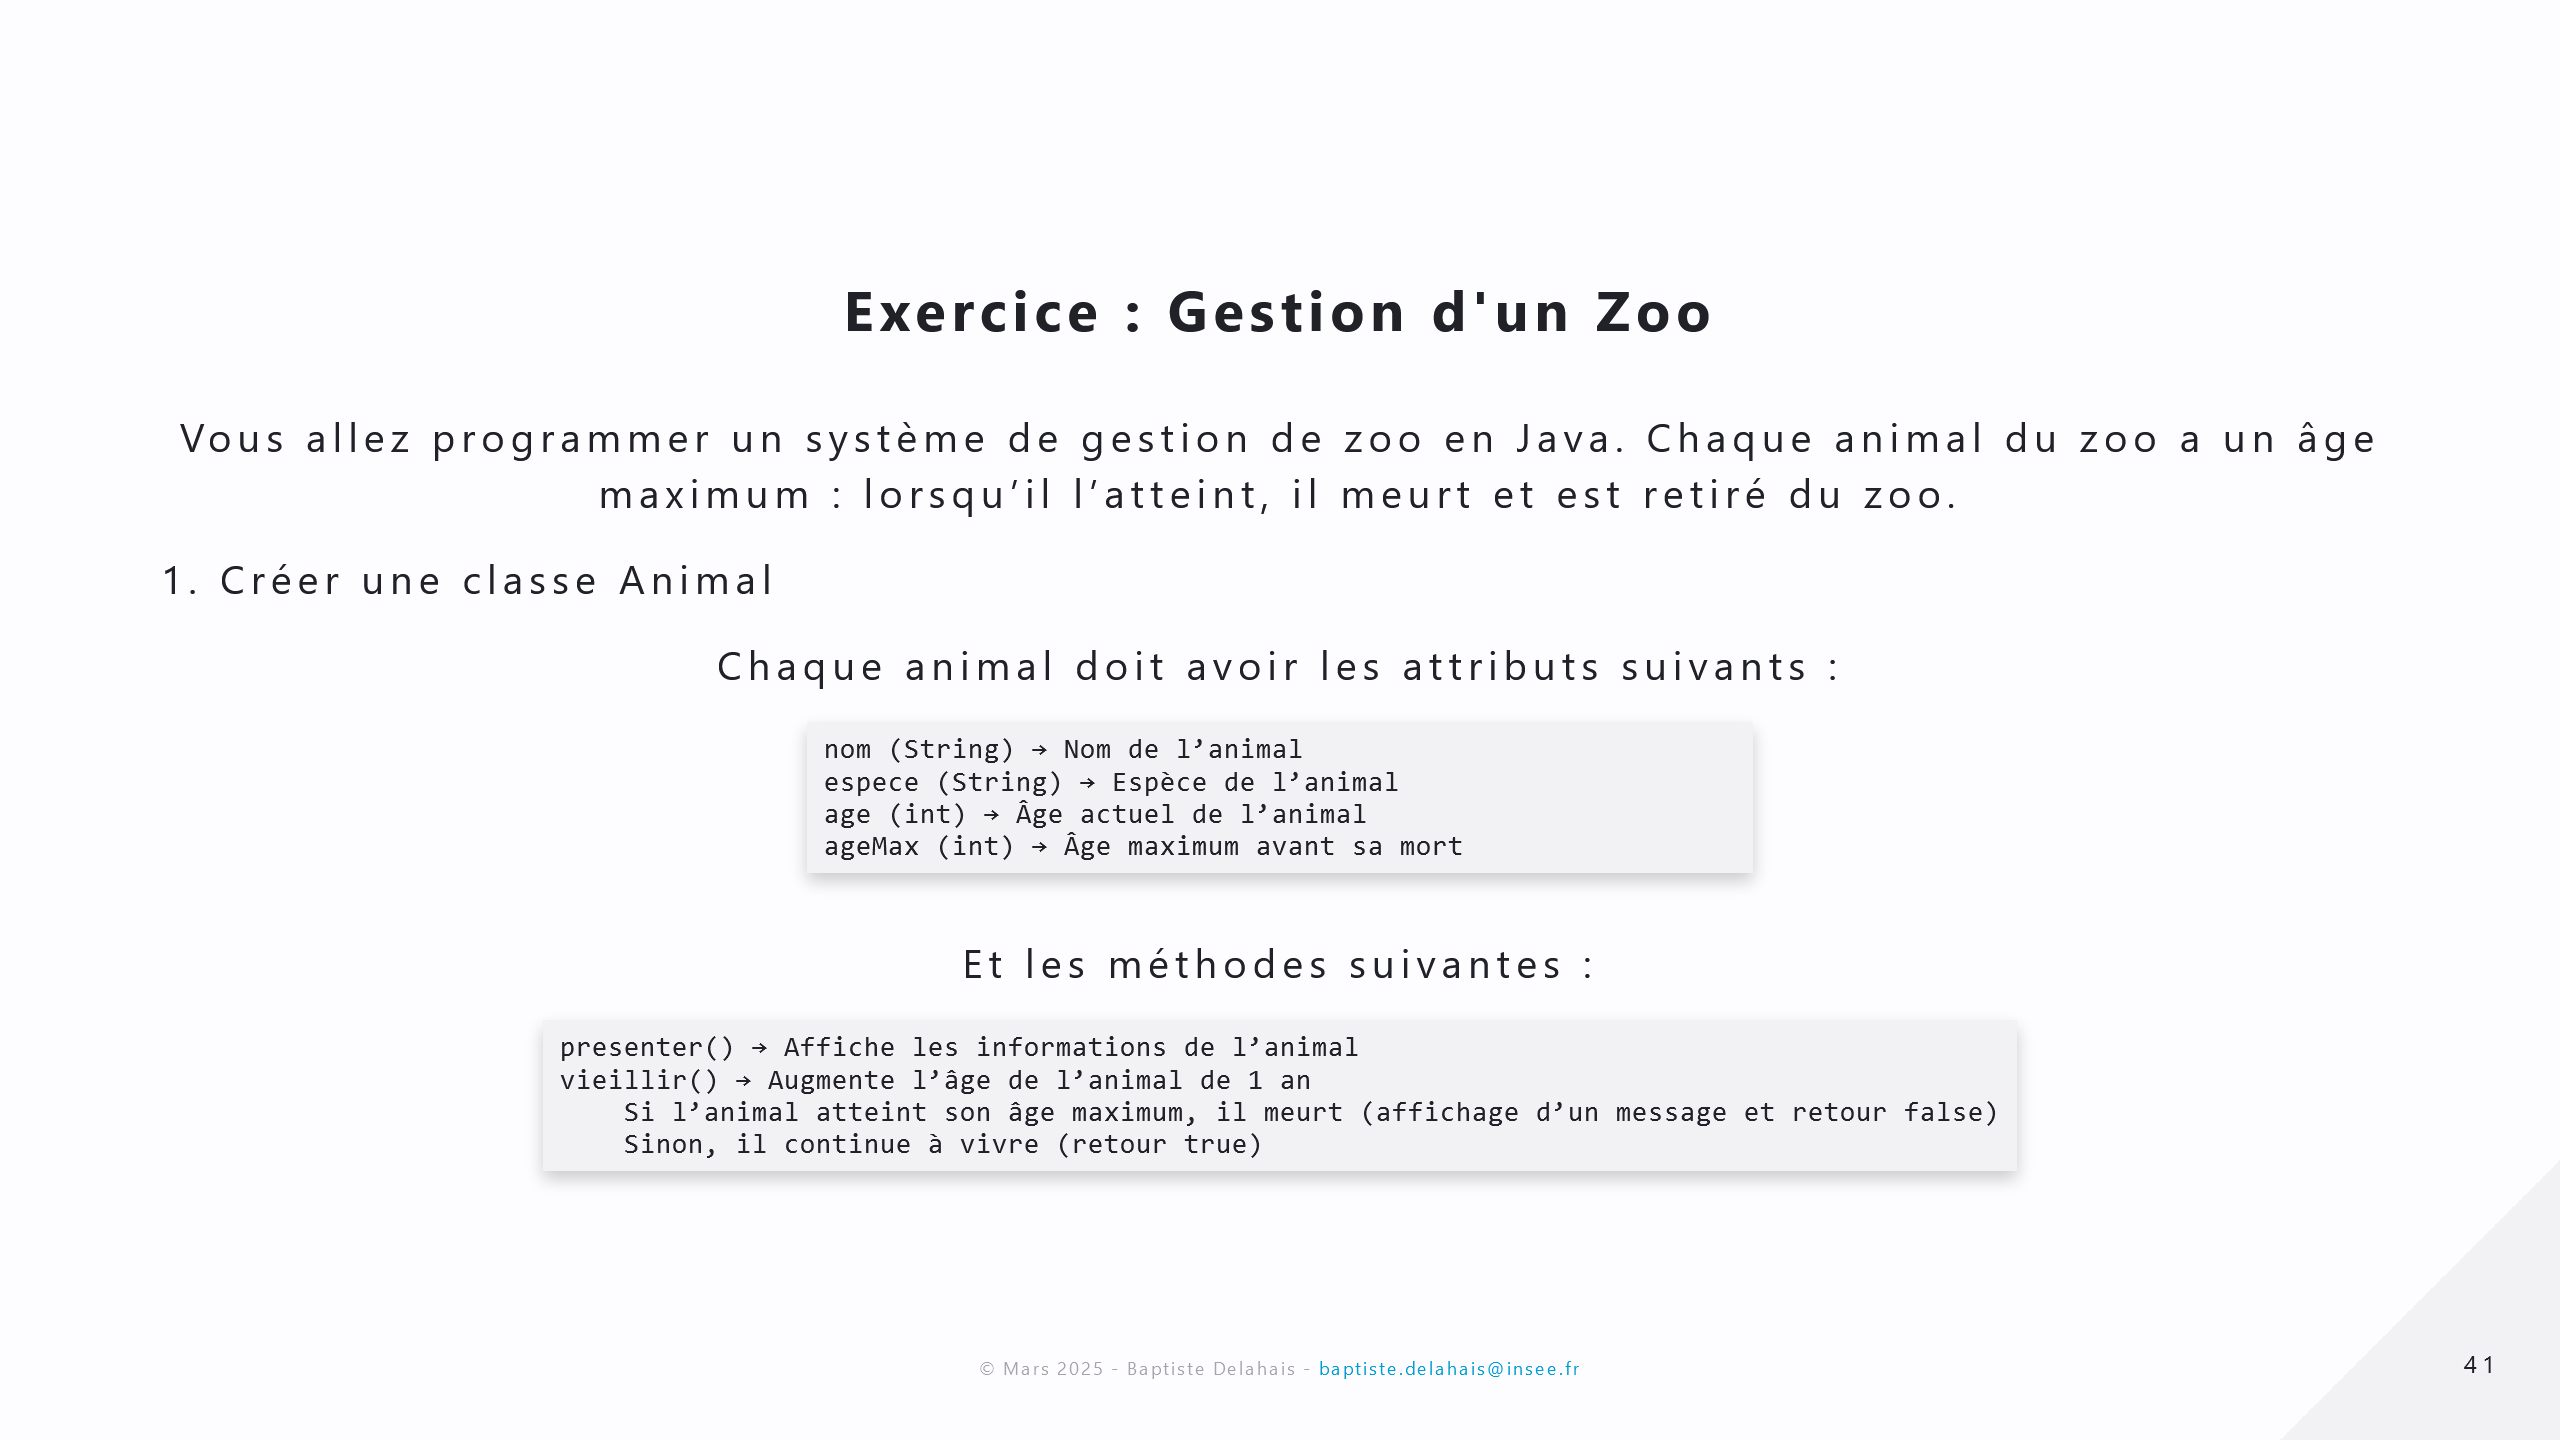 Exercice : Gestion d'un Zoo
Vous allez programmer un système de gestion de zoo en Java. Chaque animal du zoo a un âge
maximum : lorsqu’il l’atteint, il meurt et est retiré du zoo.
1. Créer une classe Animal
Chaque animal doit avoir les attributs suivants :
nom (String) → Nom de l’animal
espece (String) → Espèce de l’animal
age (int) → Âge actuel de l’animal
ageMax (int) → Âge maximum avant sa mort
Et les méthodes suivantes :
presenter() → Affiche les informations de l’animal
vieillir() → Augmente l’âge de l’animal de 1 an
    Si l’animal atteint son âge maximum, il meurt (affichage d’un message et retour false)
    Sinon, il continue à vivre (retour true)
© Mars 2025 - Baptiste Delahais - baptiste.delahais@insee.fr
41